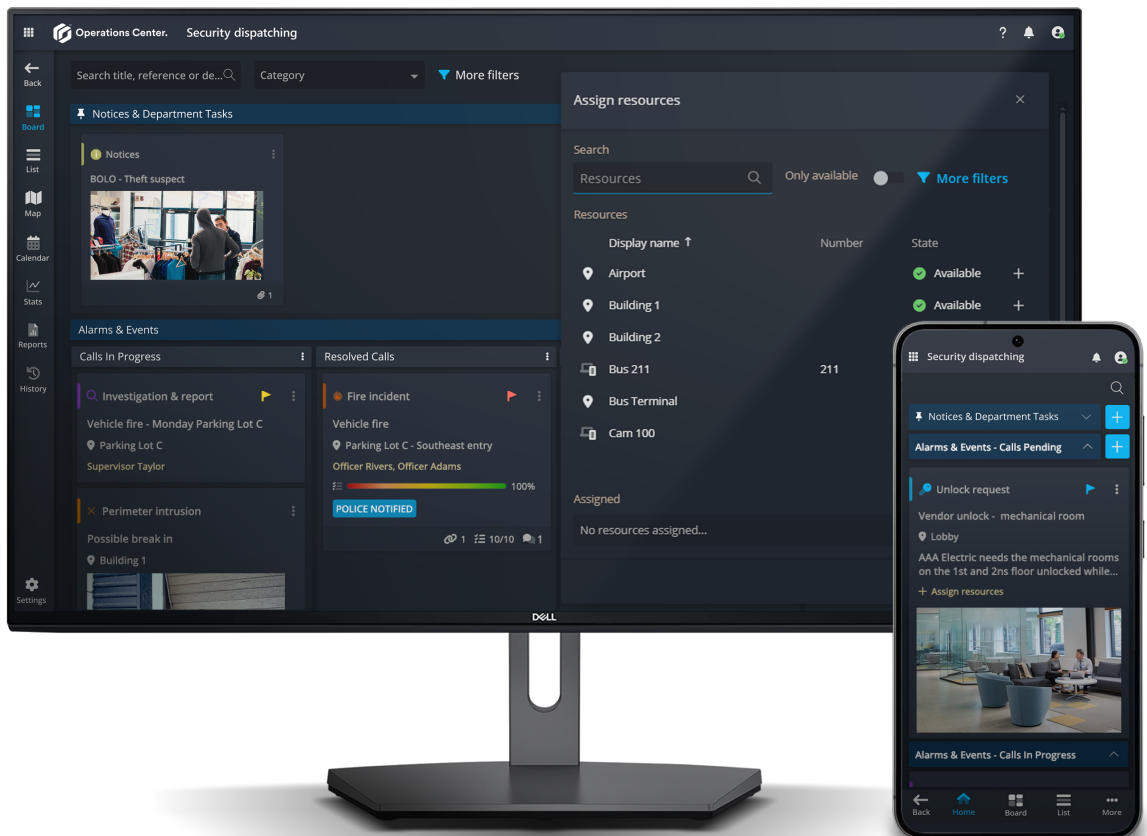 Operations Center. Security dispatching
?
Back
Board
List
Map
Calendar
Stats
Reports
History
Settings
Search title, reference or de...
Category
More filters
Notices & Department Tasks
Notices
BOLO - Theft suspect
1
Alarms & Events
Calls In Progress
Investigation & report
Vehicle fire - Monday Parking Lot C
Parking Lot C
Supervisor Taylor
Perimeter intrusion
Possible break in
Building 1
Resolved Calls
Fire incident
Vehicle fire
Parking Lot C - Southeast entry
Officer Rivers, Officer Adams
100%
POLICE NOTIFIED
1 10/10 1
Assign resources
Search
Resources
Only available
More filters
Resources
Display name ↑ Number State
Airport Available +
Building 1 Available +
Building 2
Bus 211 211
Bus Terminal
Cam 100
Assigned
No resources assigned...
DELL
Security dispatching
Notices & Department Tasks +
Alarms & Events - Calls Pending +
Unlock request
Vendor unlock - mechanical room
Lobby
AAA Electric needs the mechanical rooms
on the 1st and 2ns floor unlocked while...
+ Assign resources
Alarms & Events - Calls In Progress
Back
Home
Board
List
More